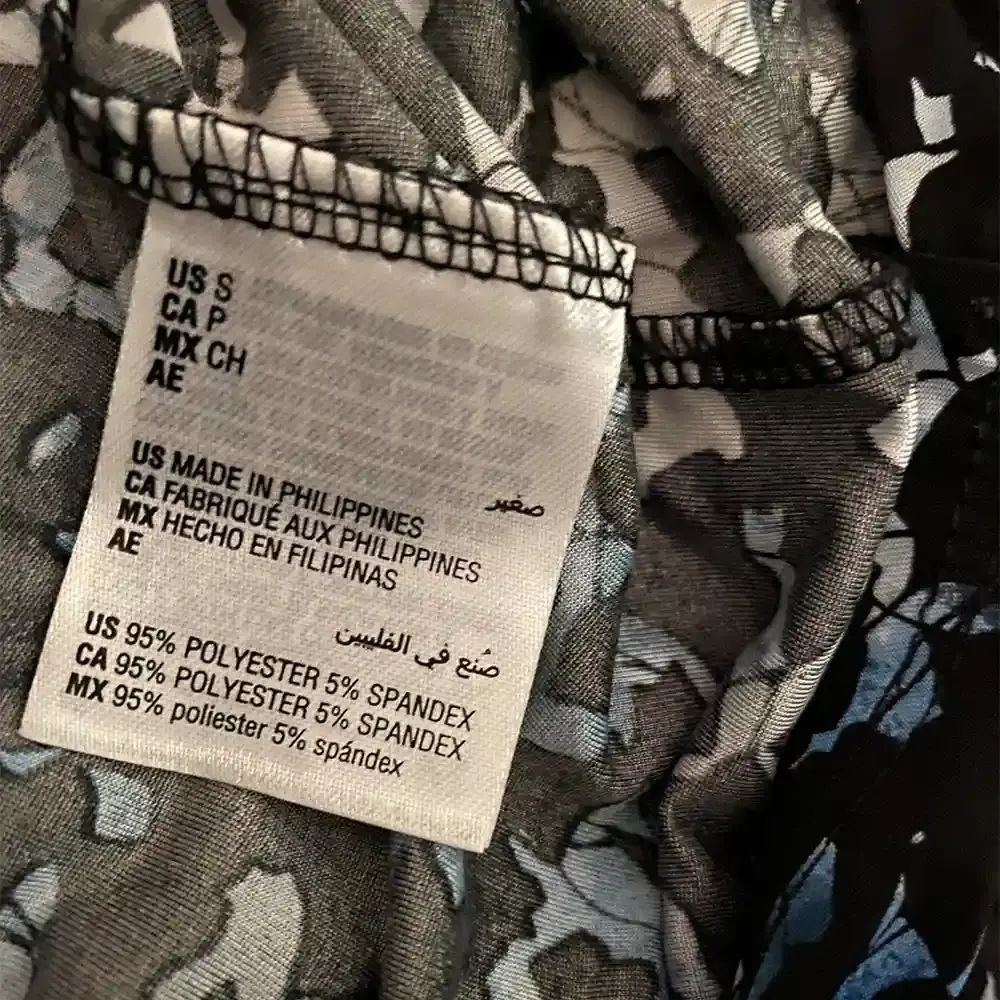 US S
CA P
MX CH
AE
صغير
US MADE IN PHILIPPINES
CA FABRIQUÉ AUX PHILIPPINES
MX HECHO EN FILIPINAS
AE
صُنع في الفلبيين
US 95% POLYESTER 5% SPANDEX
CA 95% POLYESTER 5% SPANDEX
MX 95% poliester 5% spándex